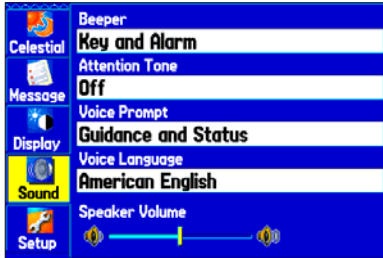 Celestial
Message
Display
Sound
Setup
Beeper
Key and Alarm
Attention Tone
Off
Voice Prompt
Guidance and Status
Voice Language
American English
Speaker Volume